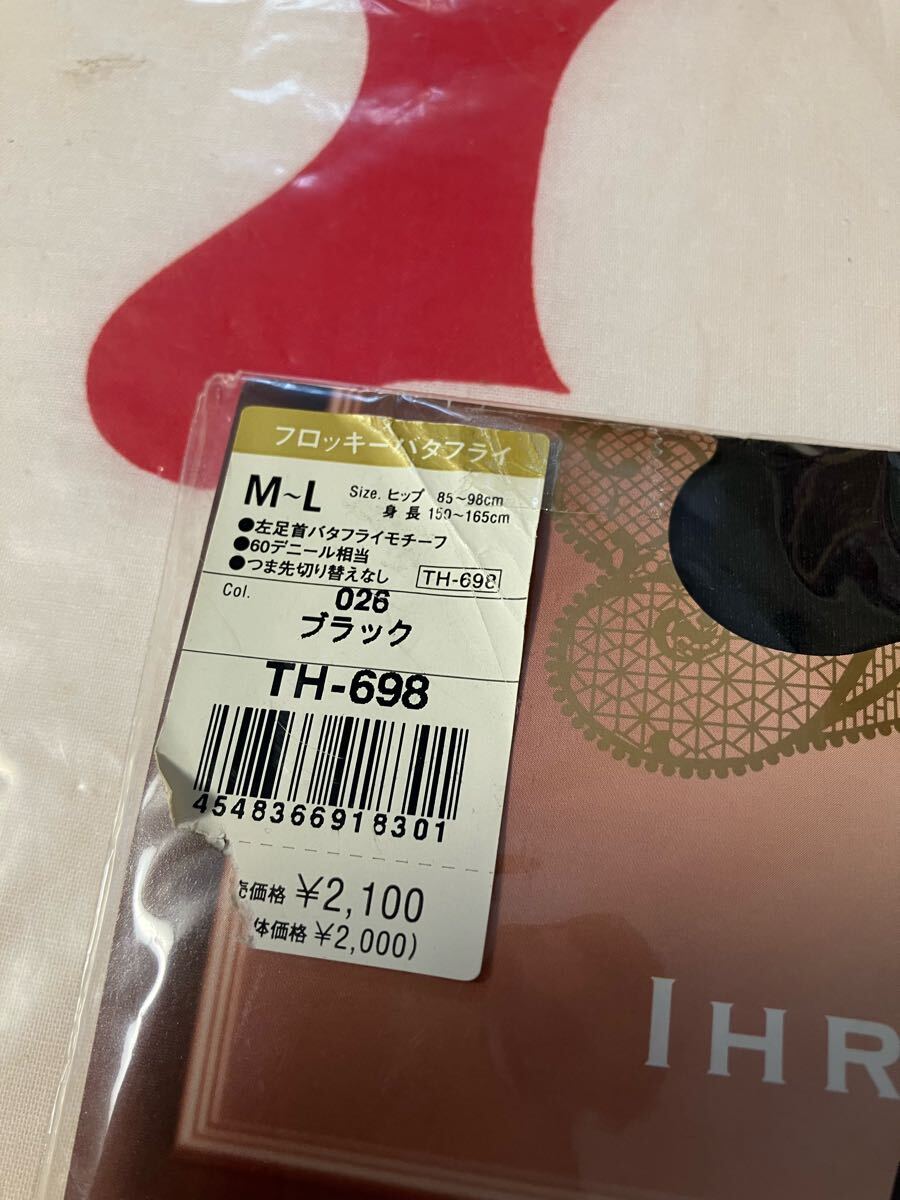 フロッキーバタフライ
M~L Size. ヒップ 85~98cm
身長 150~165cm
●左足首バタフライモチーフ
●60デニール相当
●つま先切り替えなし TH-698
Col. 026
ブラック
TH-698
4548366918301
売価格 ¥2,100
体価格 ¥2,000)
IHR